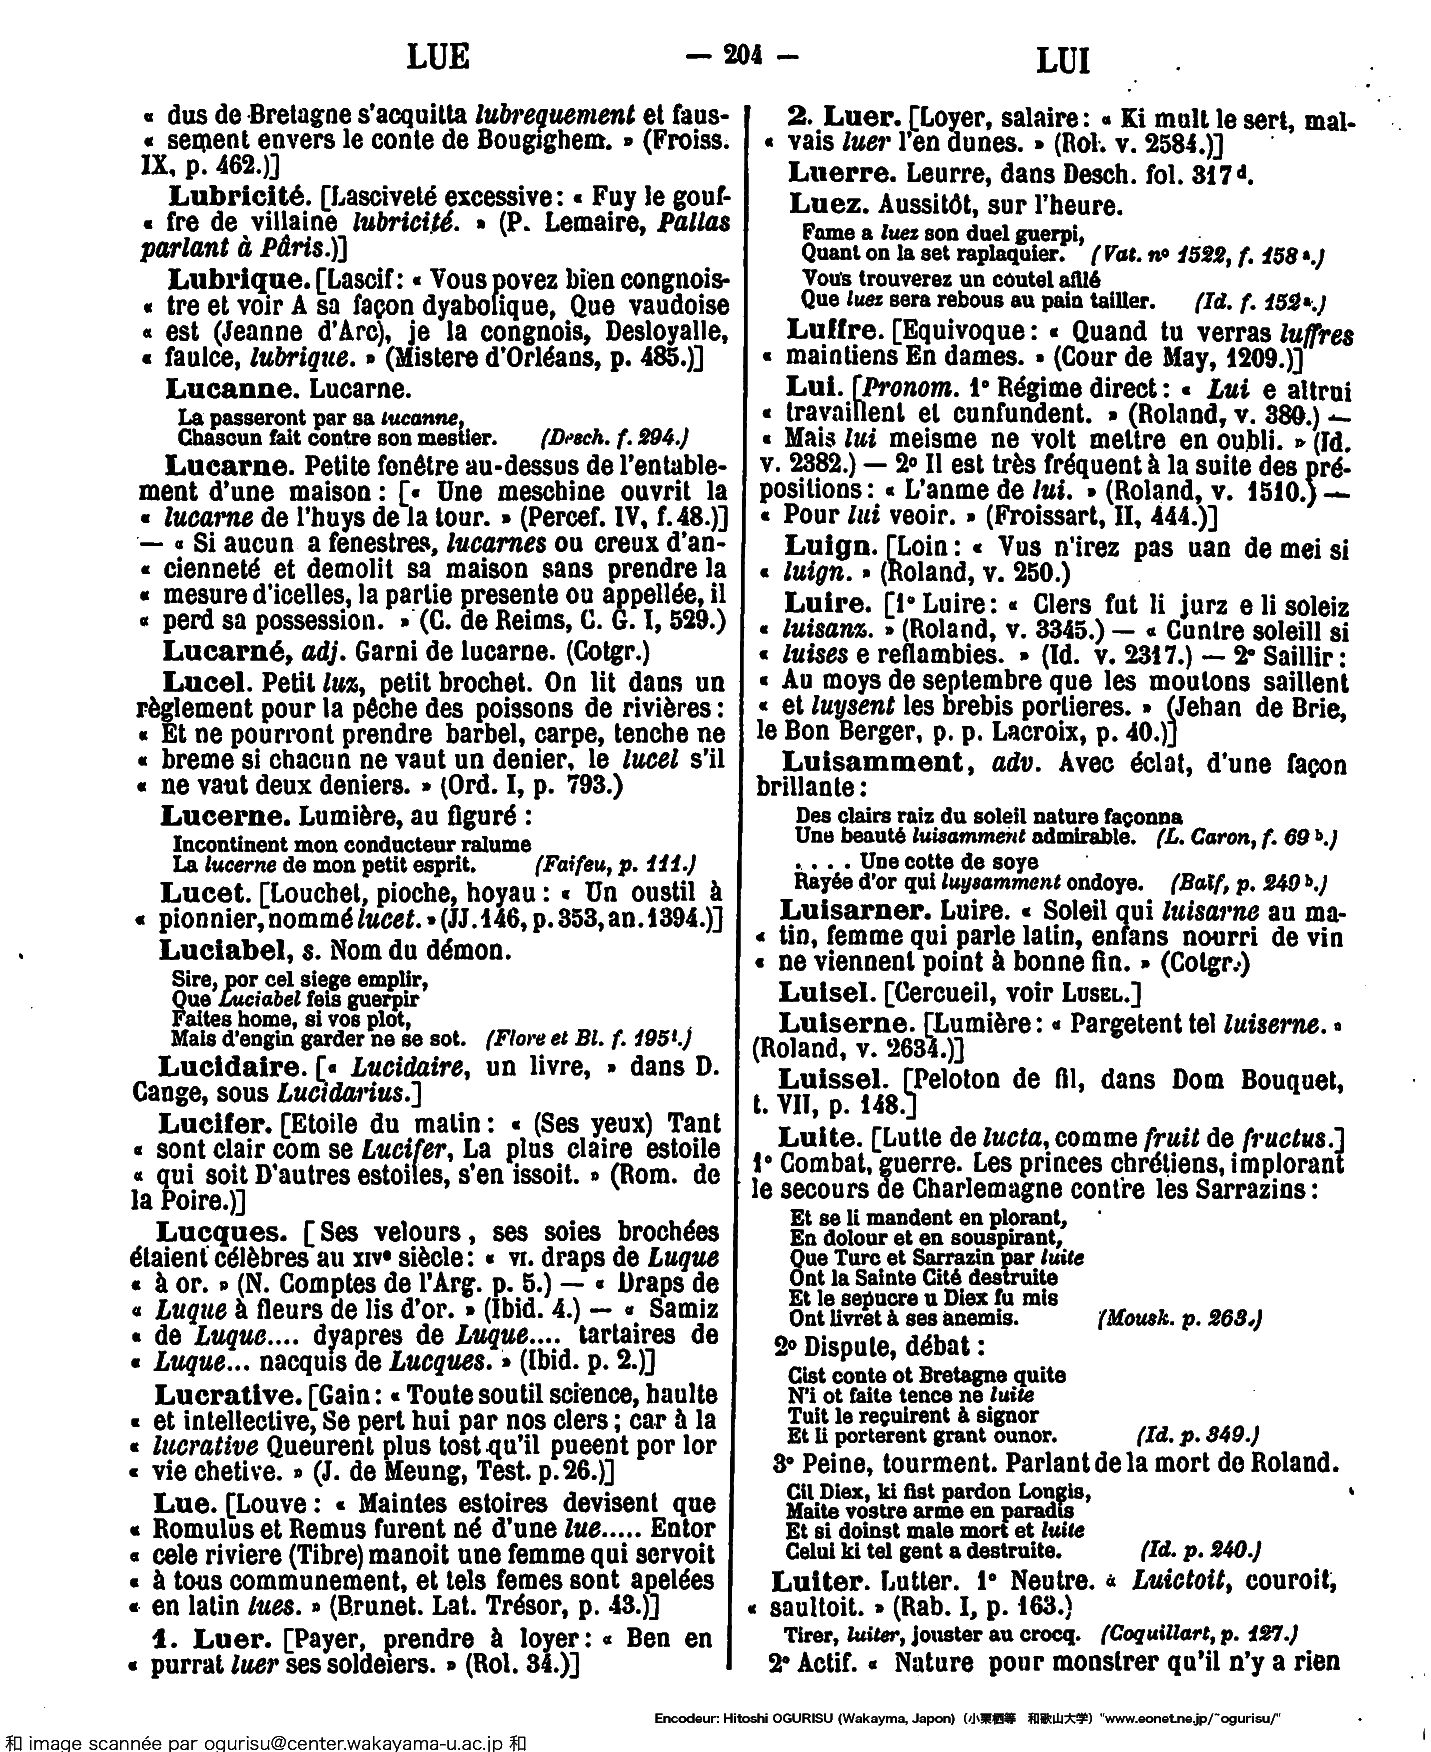 LUE — 204 — LUI
« dus de Bretagne s'acquitta lubrequement et faus-
« sement envers le conte de Bougighem. » (Froiss.
IX, p. 462.)]
Lubricité. [Lasciveté excessive : « Fuy le gouf-
« fre de villaine lubricité. » (P. Lemaire, Pallas
parlant à Pâris.)]
Lubrique. [Lascif : « Vous povez bien congnois-
« tre et voir A sa façon dyabolique, Que vaudoise
« est (Jeanne d'Arc), je la congnois, Desloyalle,
« faulce, lubrique. » (Mistere d'Orléans, p. 485.)]
Lucanne. Lucarne.
La passeront par sa lucanne,
Chascun fait contre son mestier. (Desch. f. 294.)
Lucarne. Petite fonêtre au-dessus de l'entable-
ment d'une maison : [« Une meschine ouvrit la
« lucarne de l'huys de la tour. » (Percef. IV, f. 48.)]
— « Si aucun a fenestres, lucarnes ou creux d'an-
« cienneté et demolit sa maison sans prendre la
« mesure d'icelles, la partie presente ou appellée, il
« perd sa possession. » (C. de Reims, C. G. I, 529.)
Lucarné, adj. Garni de lucarne. (Cotgr.)
Lucel. Petit luz, petit brochet. On lit dans un
règlement pour la pêche des poissons de rivières :
« Et ne pourront prendre barbel, carpe, tenche ne
« breme si chacun ne vaut un denier, le lucel s'il
« ne vaut deux deniers. » (Ord. I, p. 793.)
Lucerne. Lumière, au figuré :
Incontinent mon conducteur ralume
La lucerne de mon petit esprit. (Faifeu, p. 111.)
Lucet. [Louchet, pioche, hoyau : « Un oustil à
« pionnier, nommé lucet. » (JJ. 146, p. 353, an. 1394.)]
Luciabel, s. Nom du démon.
Sire, por cel siege emplir,
Que Luciabel feis guerpir
Faites home, si vos plot,
Mais d'engin garder ne se sot. (Flore et Bl. f. 195¹.)
Lucidaire. [« Lucidaire, un livre, » dans D.
Cange, sous Lucidarius.]
Lucifer. [Etoile du matin : « (Ses yeux) Tant
« sont clair com se Lucifer, La plus claire estoile
« qui soit D'autres estoiles, s'en issoit. » (Rom. de
la Poire.)]
Lucques. [Ses velours, ses soies brochées
étaient célèbres au XIVe siècle : « VI. draps de Luque
« à or. » (N. Comptes de l'Arg. p. 5.) — « Draps de
« Luque à fleurs de lis d'or. » (Ibid. 4.) — « Samiz
« de Luque.... dyapres de Luque.... tartaires de
« Luque... nacquis de Lucques. » (Ibid. p. 2.)]
Lucrative. [Gain : « Toute soutil science, haulte
« et intellective, Se pert hui par nos clers ; car à la
« lucrative Queurent plus tost qu'il pueent por lor
« vie chetive. » (J. de Meung, Test. p. 26.)]
Lue. [Louve : « Maintes estoires devisent que
« Romulus et Remus furent né d'une lue..... Entor
« cele riviere (Tibre) manoit une femme qui servoit
« à tous communement, et tels femes sont apelées
« en latin lues. » (Brunet. Lat. Trésor, p. 43.)]
1. Luer. [Payer, prendre à loyer : « Ben en
« purrat luer ses soldeiers. » (Rol. 34.)]
2. Luer. [Loyer, salaire : « Ki mult le sert, mal-
« vais luer l'en dunes. » (Rol. v. 2584.)]
Luerre. Leurre, dans Desch. fol. 317 d.
Luez. Aussitôt, sur l'heure.
Fame a luez son duel guerpi,
Quant on la set raplaquier. (Vat. nº 1522, f. 158 a.)
Vous trouverez un coutel affilé
Que luez sera rebous au pain tailler. (Id. f. 152 a.)
Luffre. [Equivoque : « Quand tu verras luffres
« maintiens En dames. » (Cour de May, 1209.)]
Lui. [Pronom. 1° Régime direct : « Lui e altrui
« travaillent et cunfundent. » (Roland, v. 380.) —
« Mais lui meisme ne volt mettre en oubli. » (Id.
v. 2382.) — 2° Il est très fréquent à la suite des pré-
positions : « L'anme de lui. » (Roland, v. 1510.) —
« Pour lui veoir. » (Froissart, II, 444.)]
Luign. [Loin : « Vus n'irez pas uan de mei si
« luign. » (Roland, v. 250.)
Luire. [1° Luire : « Clers fut li jurz e li soleiz
« luisanz. » (Roland, v. 3345.) — « Cuntre soleill si
« luises e reflambies. » (Id. v. 2317.) — 2° Saillir :
« Au moys de septembre que les moutons saillent
« et luysent les brebis portieres. » (Jehan de Brie,
le Bon Berger, p. p. Lacroix, p. 40.)]
Luisamment, adv. Avec éclat, d'une façon
brillante :
Des clairs raiz du soleil nature façonna
Une beauté luisamment admirable. (L. Caron, f. 69 b.)
. . . . Une cotte de soye
Rayée d'or qui luysamment ondoye. (Baïf, p. 249 b.)
Luisarner. Luire. « Soleil qui luisarne au ma-
« tin, femme qui parle latin, enfans nourri de vin
« ne viennent point à bonne fin. » (Cotgr.)
Luisel. [Cercueil, voir LUSEL.]
Luiserne. [Lumière : « Pargetent tel luiserne. »
(Roland, v. 2634.)]
Luissel. [Peloton de fil, dans Dom Bouquet,
t. VII, p. 148.]
Luite. [Lutte de lucta, comme fruit de fructus.]
1° Combat, guerre. Les princes chrétiens, implorant
le secours de Charlemagne contre les Sarrazins :
Et se li mandent en plorant,
En dolour et en souspirant,
Que Turc et Sarrazin par luite
Ont la Sainte Cité destruite
Et le sepucre u Diex fu mis
Ont livret à ses anemis. (Mousk. p. 263.)
2° Dispute, débat :
Cist conte ot Bretagne quite
N'i ot faite tence ne luite
Tuit le reçuirent à signor
Et li porterent grant ounor. (Id. p. 349.)
3° Peine, tourment. Parlant de la mort de Roland.
Cil Diex, ki fist pardon Longis,
Maite vostre arme en paradis
Et si doinst male mort et luite
Celui ki tel gent a destruite. (Id. p. 240.)
Luiter. Lutter. 1° Neutre. « Luictoit, couroit,
« saultoit. » (Rab. I, p. 163.)
Tirer, luiter, jouster au crocq. (Coquillart, p. 127.)
2° Actif. « Nature pour monstrer qu'il n'y a rien
Encodeur: Hitoshi OGURISU (Wakayma, Japon) (小栗栖等 和歌山大学) "www.eonet.ne.jp/~ogurisu/"
和 image scannée par ogurisu@center.wakayama-u.ac.jp 和